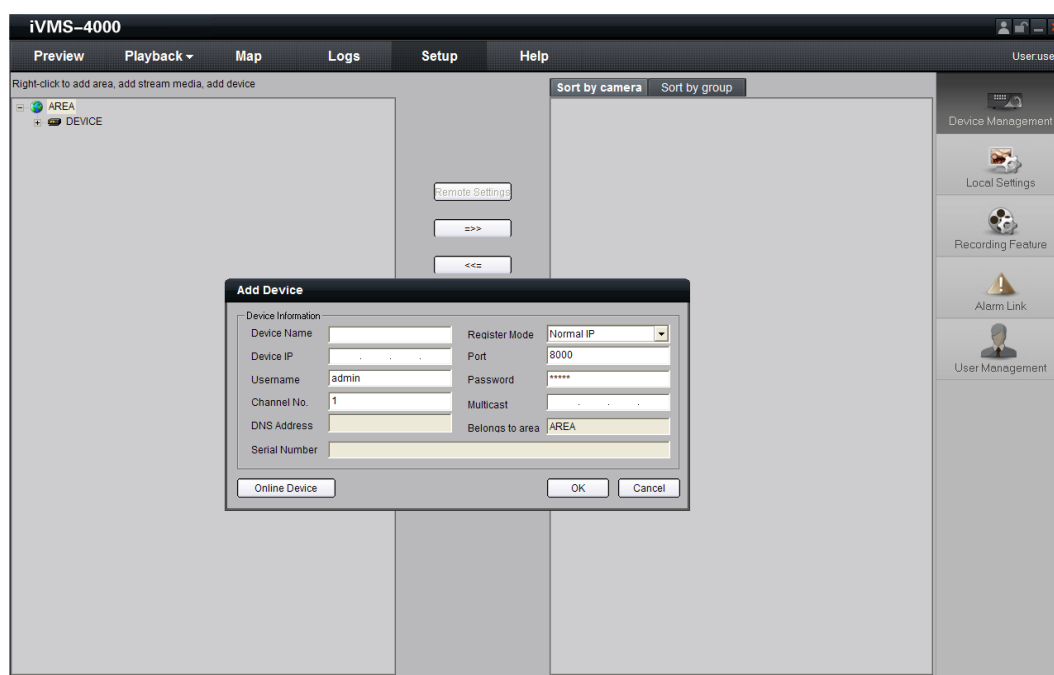 iVMS-4000
Preview Playback Map Logs Setup Help User:use
Right-click to add area, add stream media, add device
AREA
DEVICE
Remote Settings
=>>
<<=
Sort by camera Sort by group
Device Management
Local Settings
Recording Feature
Alarm Link
User Management
Add Device
Device Information
Device Name Register Mode Normal IP
Device IP . . . Port 8000
Username admin Password *****
Channel No. 1 Multicast . . .
DNS Address Belongs to area AREA
Serial Number
Online Device OK Cancel